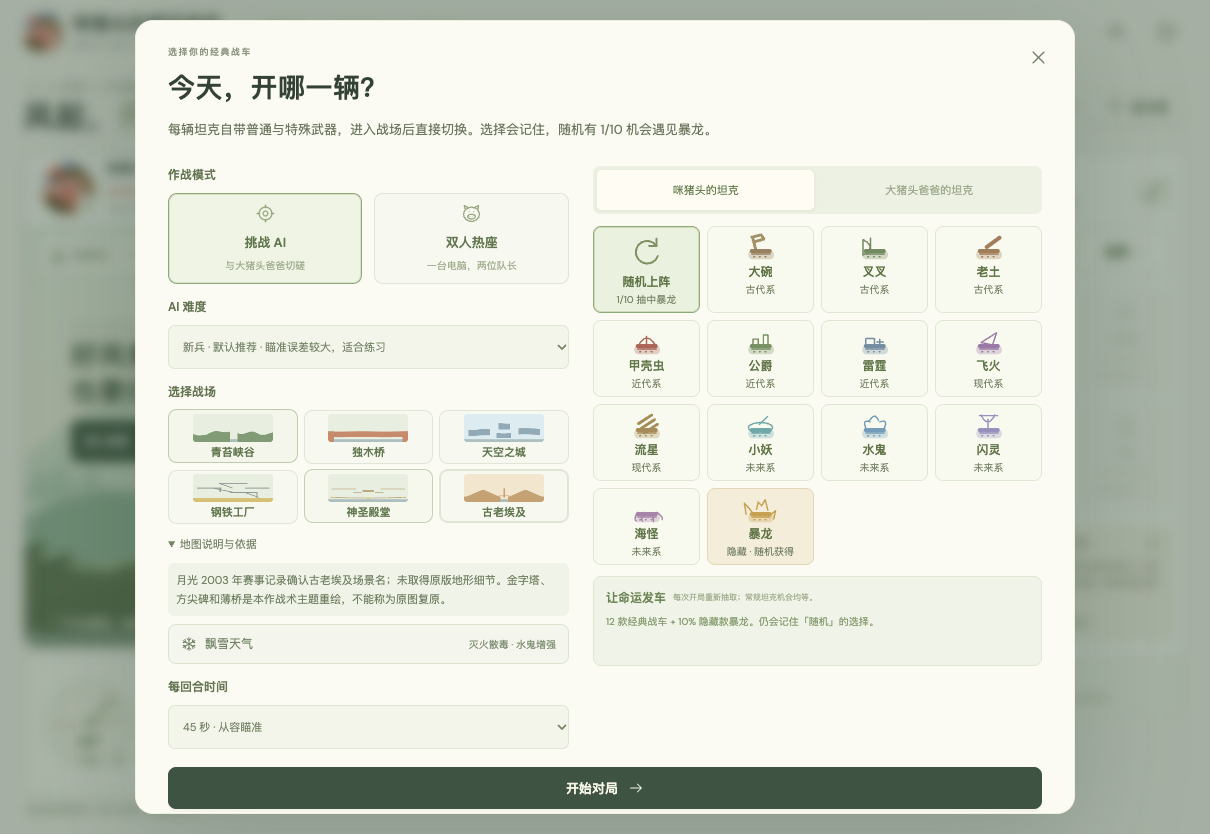 选择你的经典战车
今天，开哪一辆？
每辆坦克自带普通与特殊武器，进入战场后直接切换。选择会记住，随机有 1/10 机会遇见暴龙。
作战模式
挑战 AI
与大猪头爸爸切磋
双人热座
一台电脑，两位队长
AI 难度
新兵 · 默认推荐 · 瞄准误差较大，适合练习
选择战场
青苔峡谷
独木桥
天空之城
钢铁工厂
神圣殿堂
古老埃及
▼ 地图说明与依据
月光 2003 年赛事记录确认古老埃及场景名；未取得原版地形细节。金字塔、
方尖碑和薄桥是本作战术主题重绘，不能称为原图复原。
飘雪天气
灭火散毒 · 水鬼增强
每回合时间
45 秒 · 从容瞄准
咪猪头的坦克
大猪头爸爸的坦克
随机上阵
1/10 抽中暴龙
大碗
古代系
叉叉
古代系
老土
古代系
甲壳虫
近代系
公爵
近代系
雷霆
近代系
飞火
现代系
流星
现代系
小妖
未来系
水鬼
未来系
闪灵
未来系
海怪
未来系
暴龙
隐藏 · 随机获得
让命运发车 每次开局重新抽取；常规坦克机会均等。
12 款经典战车 + 10% 隐藏款暴龙。仍会记住「随机」的选择。
开始对局 →